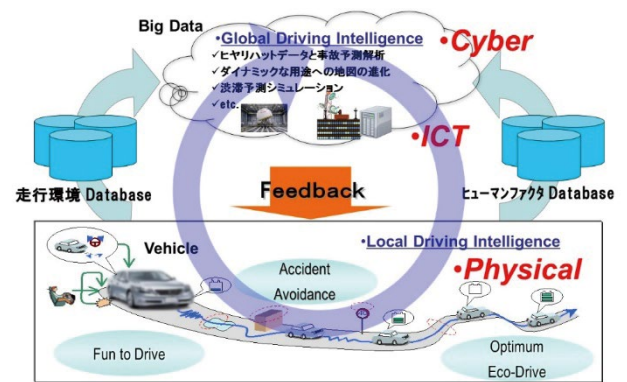 Big Data
•Global Driving Intelligence
✓ヒヤリハットデータと事故予測解析
✓ダイナミックな用途への地図の進化
✓渋滞予測シミュレーション
✓etc.
•Cyber
•ICT
走行環境 Database
Feedback
ヒューマンファクタ Database
Vehicle
•Local Driving Intelligence
•Physical
Accident
Avoidance
Fun to Drive
Optimum
Eco-Drive